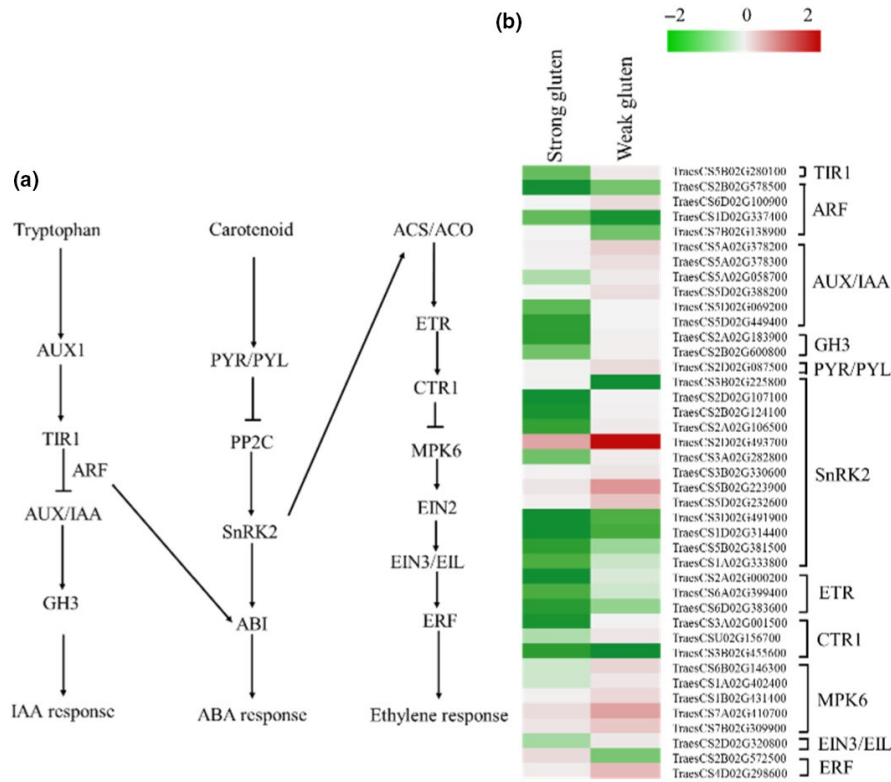 (a)
Tryptophan
Carotenoid
ACS/ACO
ETR
AUX1
PYR/PYL
CTR1
TIR1
PP2C
MPK6
ARF
AUX/IAA
SnRK2
EIN2
EIN3/EIL
GH3
ABI
ERF
IAA response
ABA response
Ethylene response
(b)
−2 0 2
Strong gluten
Weak gluten
TraesCS5B02G280100
TraesCS2B02G578500
TraesCS6D02G100900
TraesCS1D02G337400
TraesCS7B02G138900
TraesCS5A02G378200
TraesCS5A02G378300
TraesCS5A02G058700
TraesCS5D02G388200
TraesCS5D02G069200
TraesCS5D02G449400
TraesCS2A02G183900
TraesCS2B02G600800
TraesCS2D02G087500
TraesCS3B02G225800
TraesCS2D02G107100
TraesCS2B02G124100
TraesCS2A02G106500
TraesCS2D02G493700
TraesCS3A02G282800
TraesCS3B02G330600
TraesCS5B02G223900
TraesCS5D02G232600
TraesCS3D02G491900
TraesCS1D02G314400
TraesCS5B02G381500
TraesCS1A02G333800
TraesCS2A02G000200
TraesCS6A02G399400
TraesCS6D02G383600
TraesCS3A02G001500
TraesCSU02G156700
TraesCS3B02G455600
TraesCS6B02G146300
TraesCS1A02G402400
TraesCS1B02G431400
TraesCS7A02G410700
TraesCS7B02G309900
TraesCS2D02G320800
TraesCS2B02G572500
TraesCS4D02G298600
TIR1
ARF
AUX/IAA
GH3
PYR/PYL
SnRK2
ETR
CTR1
MPK6
EIN3/EIL
ERF